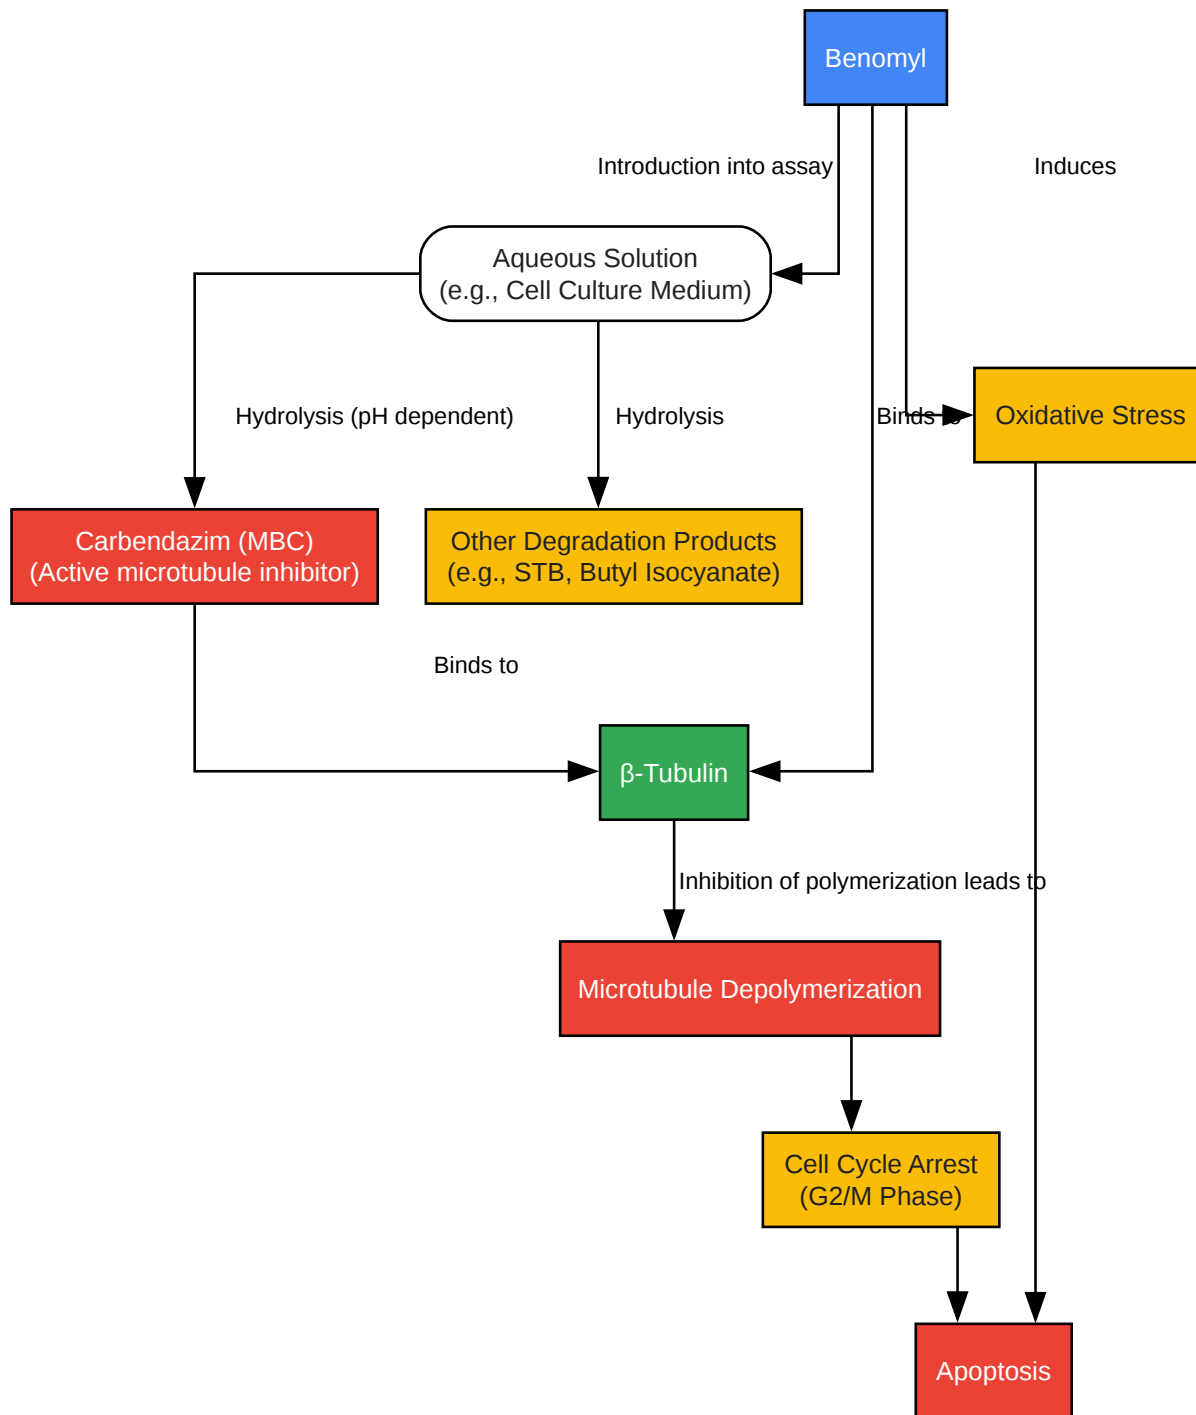 Benomyl
Introduction into assay
Induces
Aqueous Solution
(e.g., Cell Culture Medium)
Hydrolysis (pH dependent)
Hydrolysis
Binds to
Oxidative Stress
Carbendazim (MBC)
(Active microtubule inhibitor)
Other Degradation Products
(e.g., STB, Butyl Isocyanate)
Binds to
β-Tubulin
Inhibition of polymerization leads to
Microtubule Depolymerization
Cell Cycle Arrest
(G2/M Phase)
Apoptosis